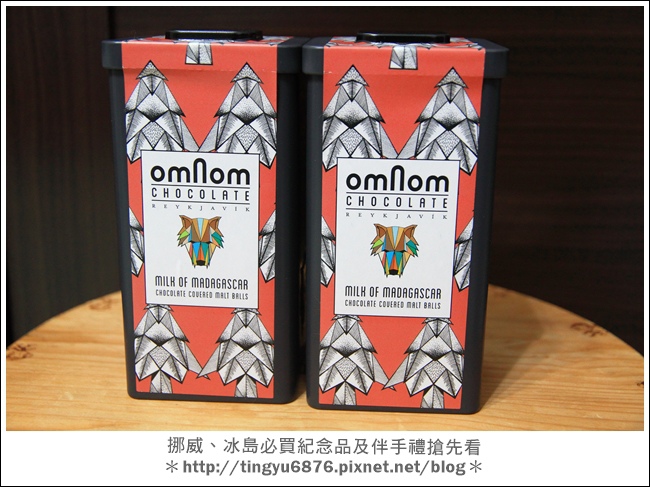 omnom
CHOCOLATE
REYKJAVÍK
MILK OF MADAGASCAR
CHOCOLATE COVERED MALT BALLS
omnom
CHOCOLATE
REYKJAVÍK
MILK OF MADAGASCAR
CHOCOLATE COVERED MALT BALLS
挪威、冰島必買紀念品及伴手禮搶先看
＊http://tingyu6876.pixnet.net/blog＊